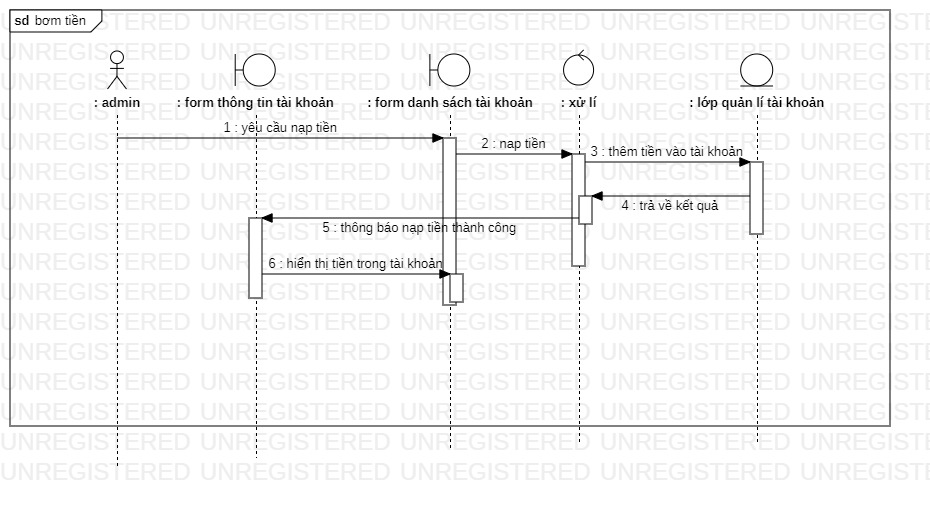 sd bơm tiền
: admin
: form thông tin tài khoản
: form danh sách tài khoản
: xử lí
: lớp quản lí tài khoản
1 : yêu cầu nạp tiền
2 : nạp tiền
3 : thêm tiền vào tài khoản
4 : trả về kết quả
5 : thông báo nạp tiền thành công
6 : hiển thị tiền trong tài khoản
UNREGISTERED